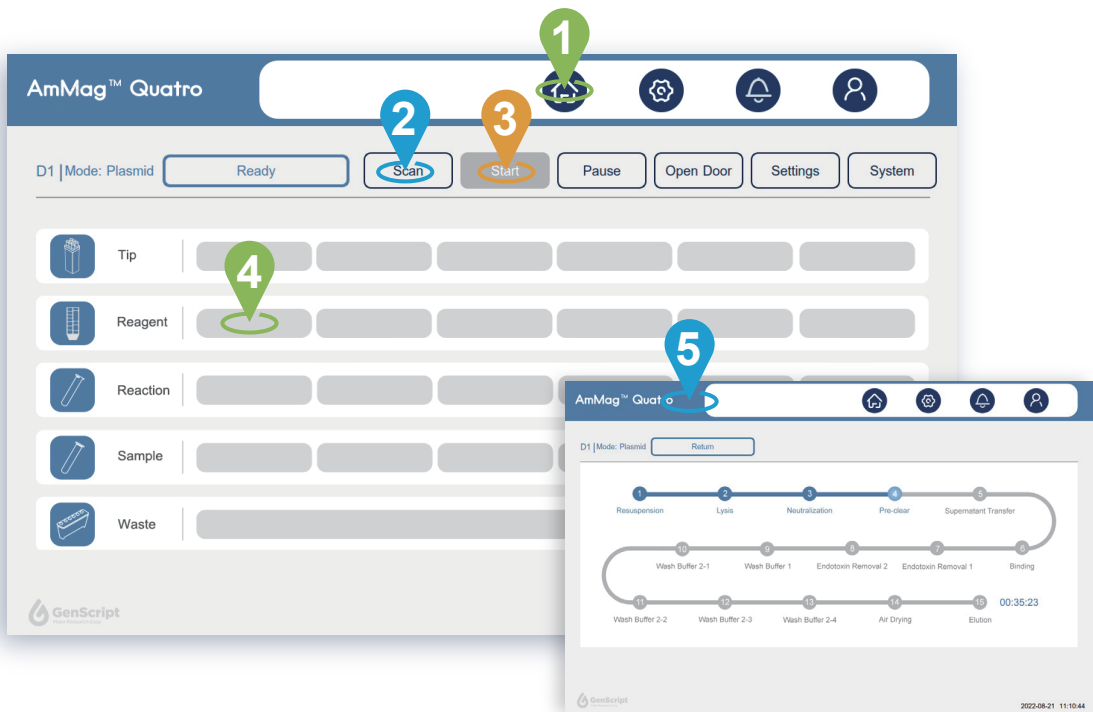 1
AmMag™ Quatro
2
3
D1 | Mode: Plasmid
Ready
Scan
Start
Pause
Open Door
Settings
System
Tip
4
Reagent
5
Reaction
Sample
Waste
GenScript
Make Research Easy
AmMag™ Quatro
D1 | Mode: Plasmid
Return
1 2 3 4 5
Resuspension Lysis Neutralization Pre-clear Supernatant Transfer
10 9 8 7 6
Wash Buffer 2-1 Wash Buffer 1 Endotoxin Removal 2 Endotoxin Removal 1 Binding
11 12 13 14 15 00:35:23
Wash Buffer 2-2 Wash Buffer 2-3 Wash Buffer 2-4 Air Drying Elution
GenScript
2022-08-21 11:10:44